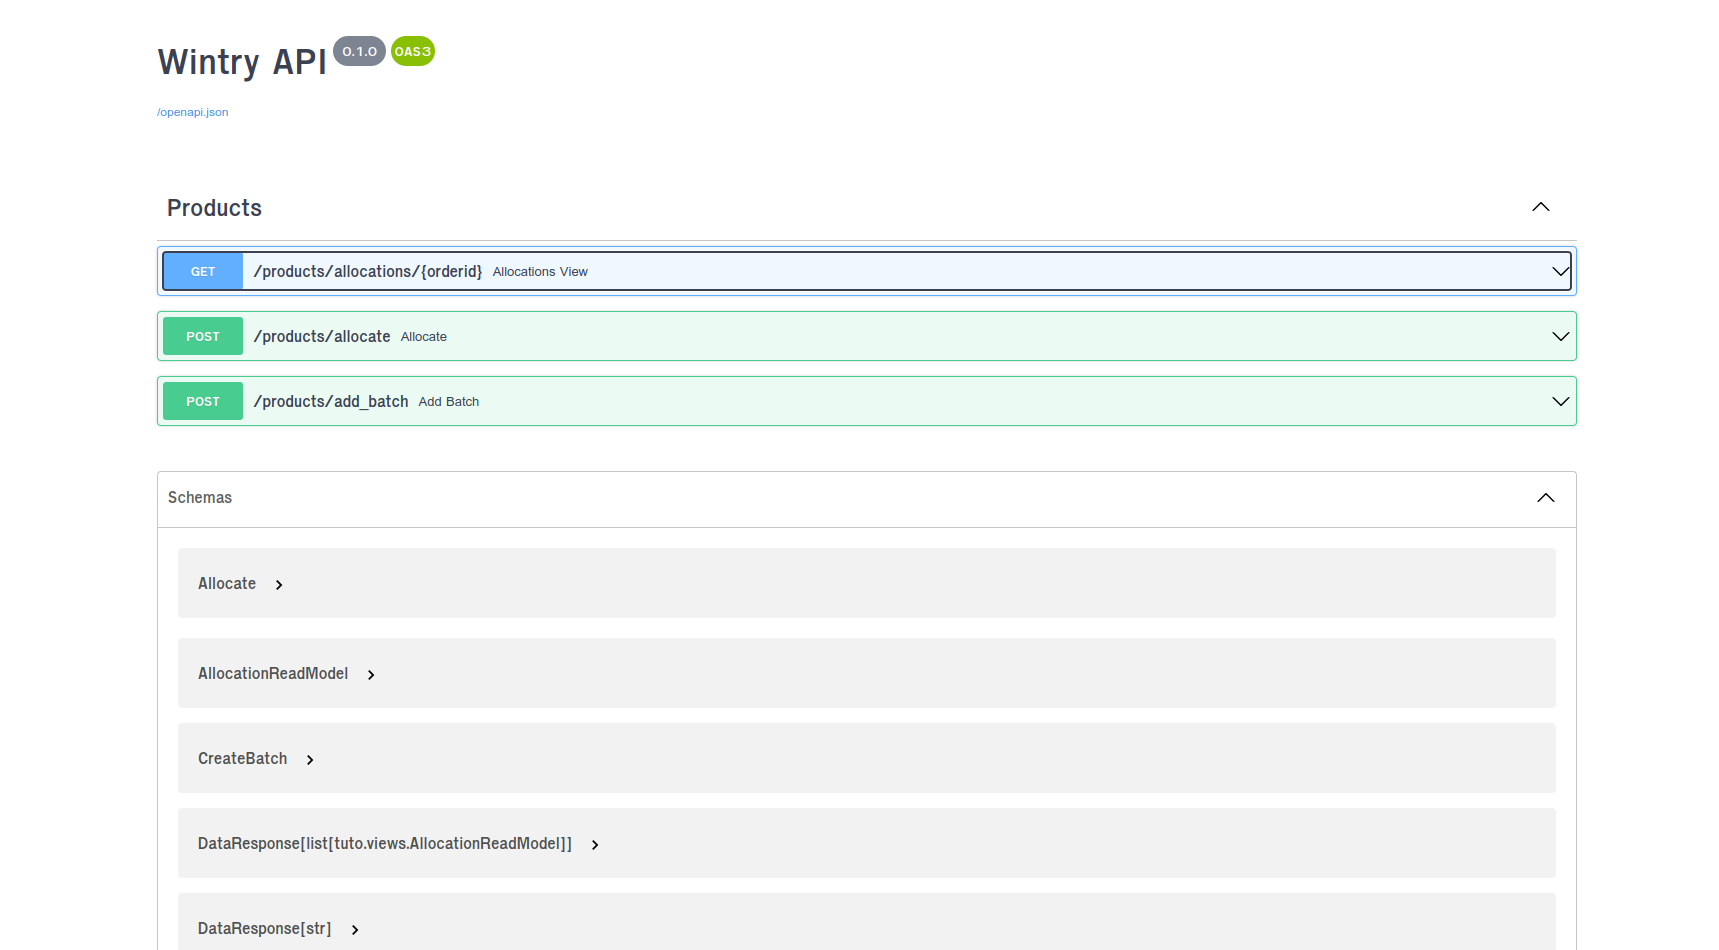 Wintry API 0.1.0 OAS3
/openapi.json
Products
GET /products/allocations/{orderid} Allocations View
POST /products/allocate Allocate
POST /products/add_batch Add Batch
Schemas
Allocate
AllocationReadModel
CreateBatch
DataResponse[list[tuto.views.AllocationReadModel]]
DataResponse[str]